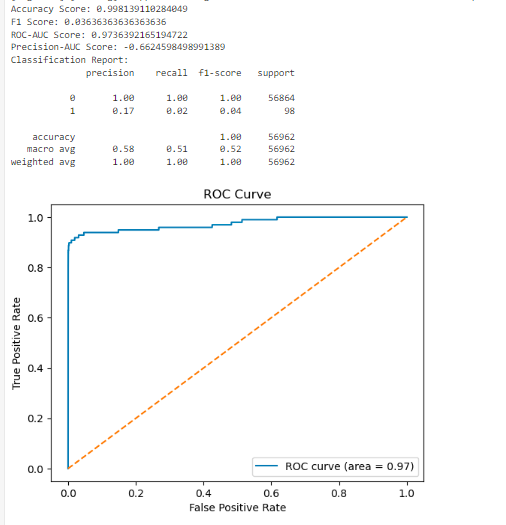 Accuracy Score: 0.998139110284049
F1 Score: 0.03636363636363636
ROC-AUC Score: 0.9736392165194722
Precision-AUC Score: -0.6624598498991389
Classification Report:
precision recall f1-score support
0 1.00 1.00 1.00 56864
1 0.17 0.02 0.04 98
accuracy 1.00 56962
macro avg 0.58 0.51 0.52 56962
weighted avg 1.00 1.00 1.00 56962
ROC Curve
1.0
0.8
0.6
0.4
0.2
0.0
True Positive Rate
ROC curve (area = 0.97)
0.0 0.2 0.4 0.6 0.8 1.0
False Positive Rate